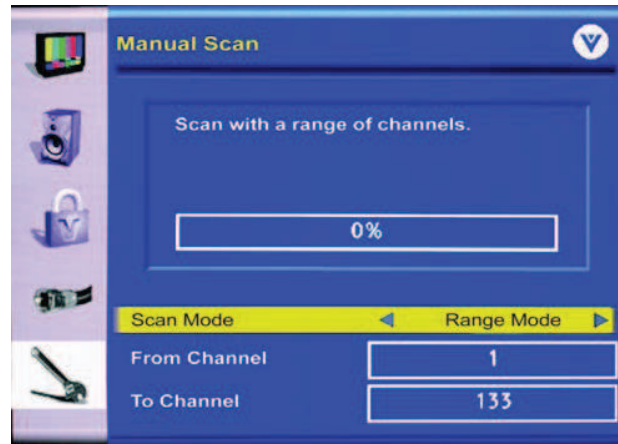 Manual Scan
Scan with a range of channels.
0%
Scan Mode Range Mode
From Channel 1
To Channel 133